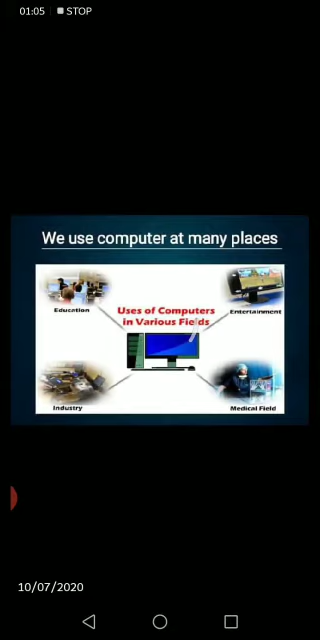 01:05 STOP
We use computer at many places
Education
Uses of Computers
in Various Fields
Entertainment
Industry
Medical Field
10/07/2020